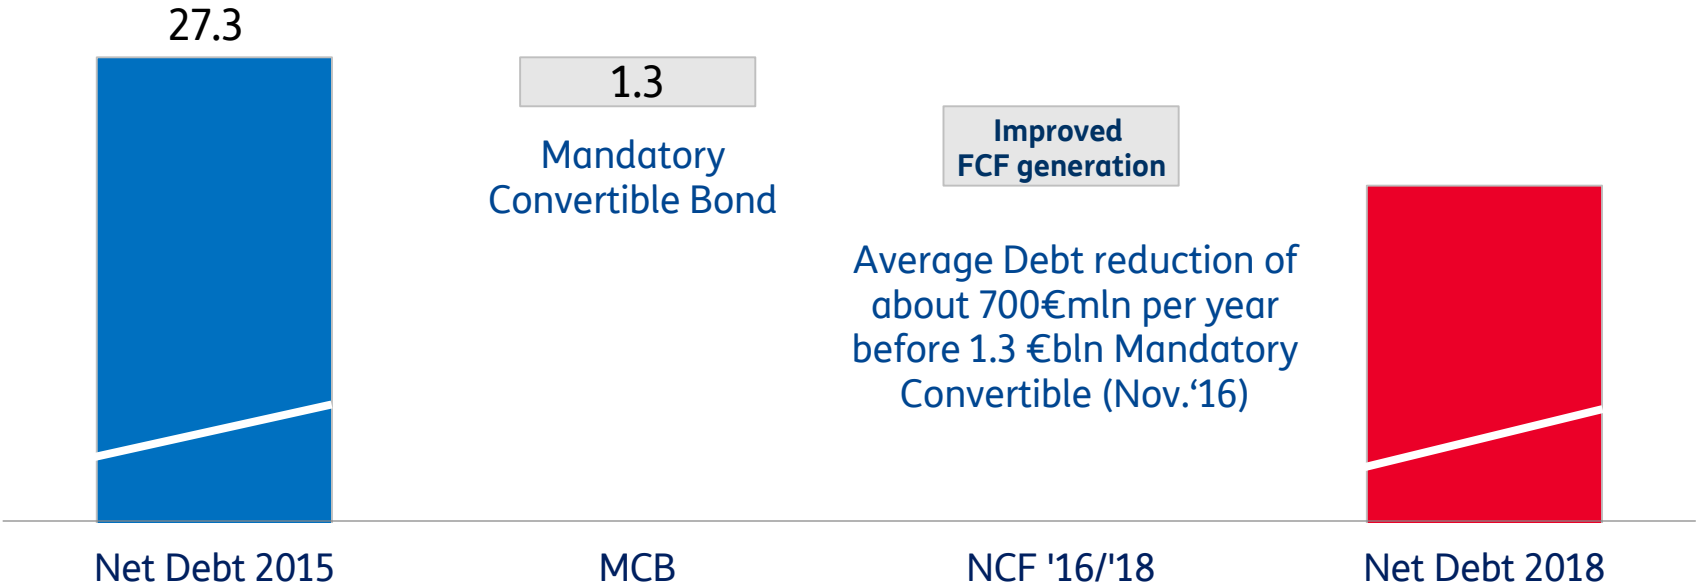 27.3
1.3
Mandatory
Convertible Bond
Improved
FCF generation
Average Debt reduction of
about 700€mln per year
before 1.3 €bln Mandatory
Convertible (Nov.‘16)
Net Debt 2015
MCB
NCF '16/'18
Net Debt 2018